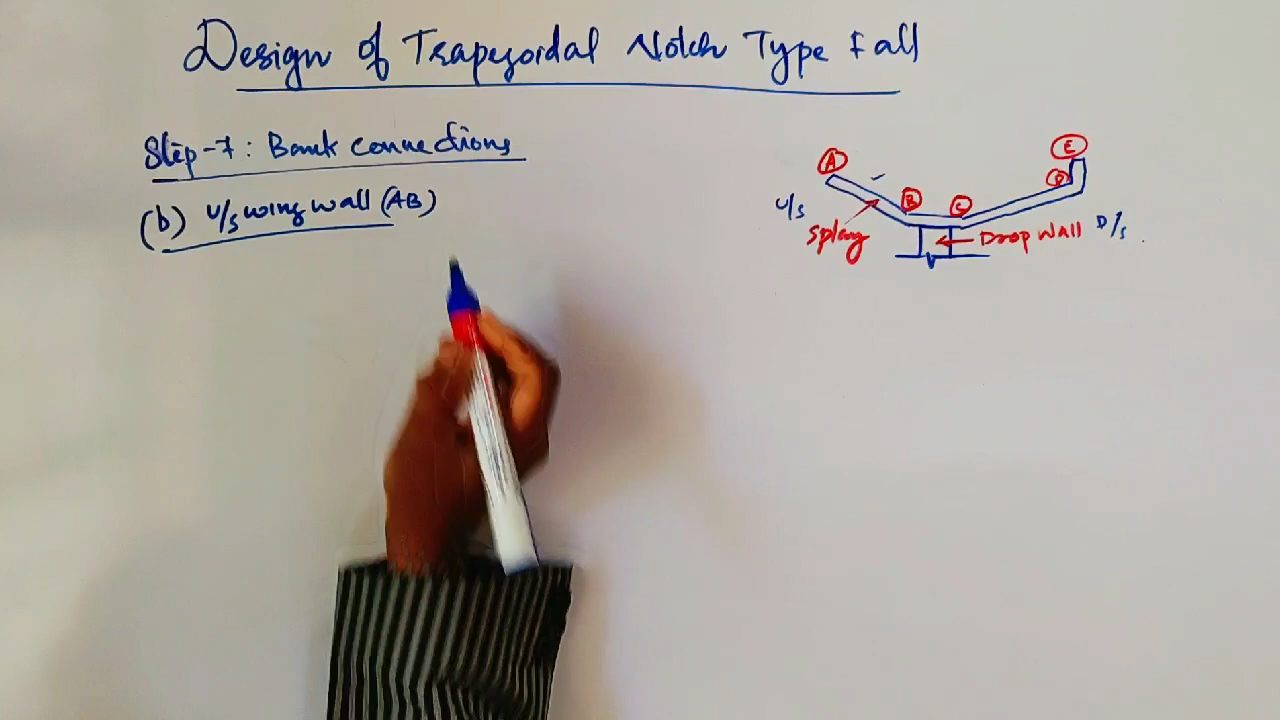 Design of Trapezoidal Notch Type Fall
Step-7: Bank connections
(b) U/s wing wall (AB)
A
E
B
C
D
U/s
Splay
Drop Wall
D/s